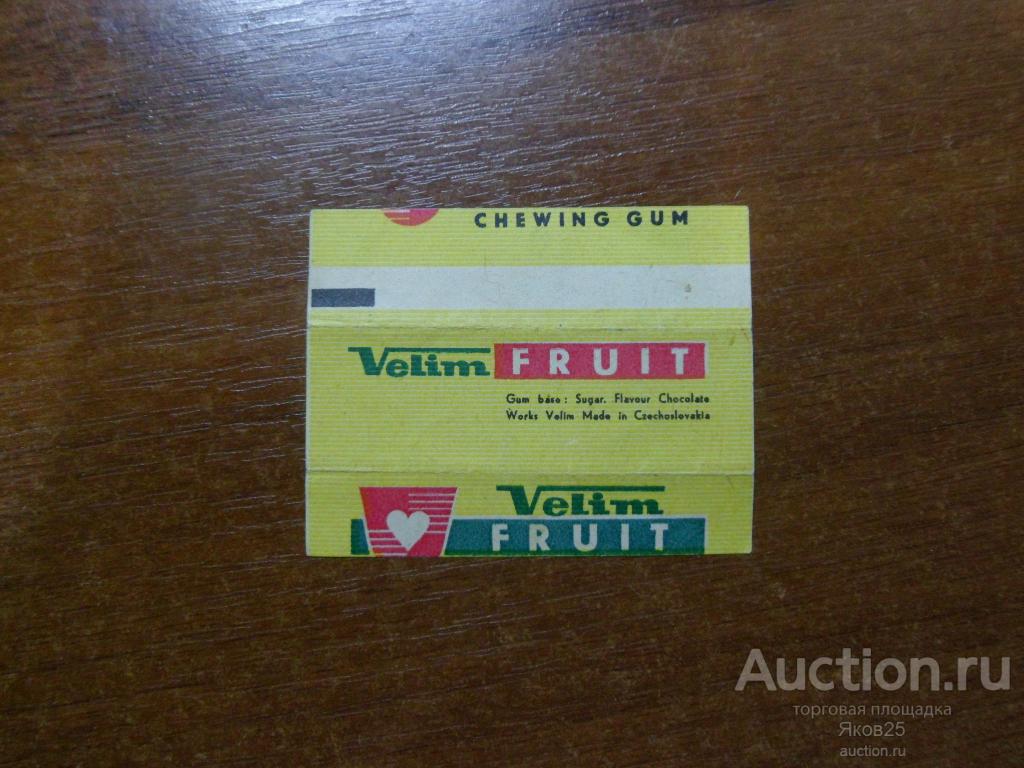 CHEWING GUM
Velim FRUIT
Gum base: Sugar. Flavour Chocolate
Works Velim Made in Czechoslovakia
Velim
FRUIT
Auction.ru
торговая площадка
Яков25
auction.ru